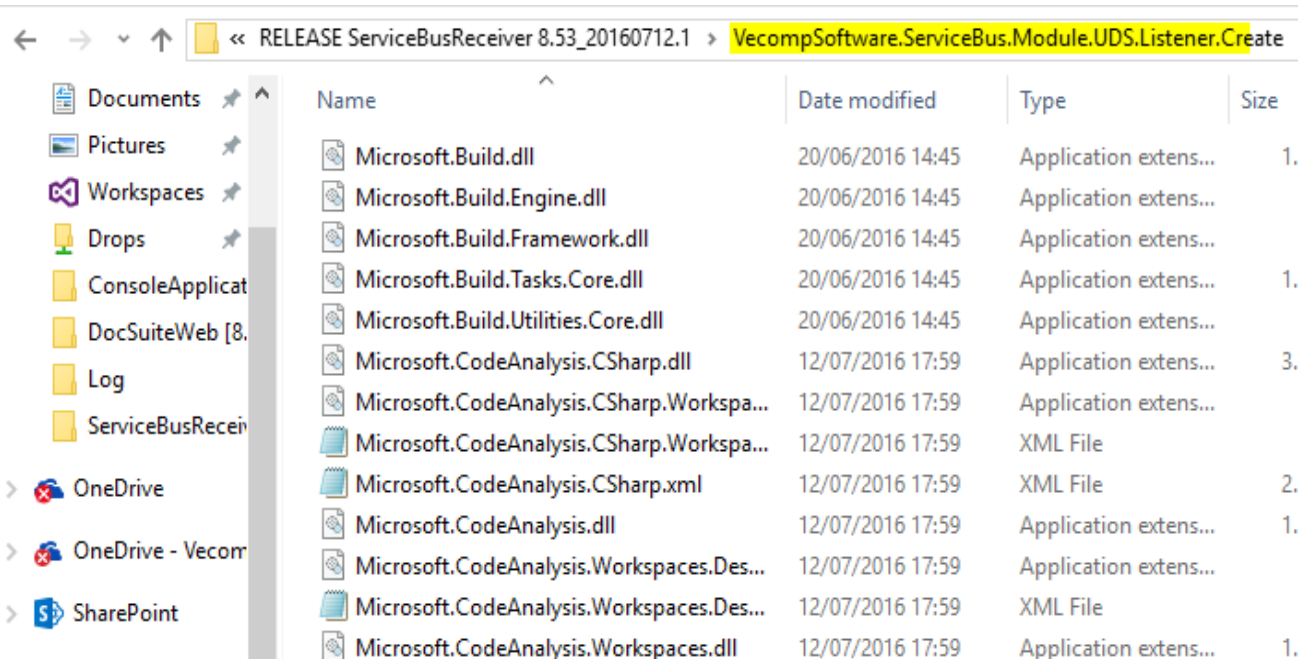 « RELEASE ServiceBusReceiver 8.53_20160712.1 > VecompSoftware.ServiceBus.Module.UDS.Listener.Create
Documents
Pictures
Workspaces
Drops
ConsoleApplicat
DocSuiteWeb [8.
Log
ServiceBusReceiv
OneDrive
OneDrive - Vecom
SharePoint
Name Date modified Type Size
Microsoft.Build.dll 20/06/2016 14:45 Application extens... 1.
Microsoft.Build.Engine.dll 20/06/2016 14:45 Application extens...
Microsoft.Build.Framework.dll 20/06/2016 14:45 Application extens...
Microsoft.Build.Tasks.Core.dll 20/06/2016 14:45 Application extens... 1.
Microsoft.Build.Utilities.Core.dll 20/06/2016 14:45 Application extens...
Microsoft.CodeAnalysis.CSharp.dll 12/07/2016 17:59 Application extens... 3.
Microsoft.CodeAnalysis.CSharp.Workspa... 12/07/2016 17:59 Application extens...
Microsoft.CodeAnalysis.CSharp.Workspa... 12/07/2016 17:59 XML File
Microsoft.CodeAnalysis.CSharp.xml 12/07/2016 17:59 XML File 2.
Microsoft.CodeAnalysis.dll 12/07/2016 17:59 Application extens... 1.
Microsoft.CodeAnalysis.Workspaces.Des... 12/07/2016 17:59 Application extens...
Microsoft.CodeAnalysis.Workspaces.Des... 12/07/2016 17:59 XML File
Microsoft.CodeAnalysis.Workspaces.dll 12/07/2016 17:59 Application extens... 1.